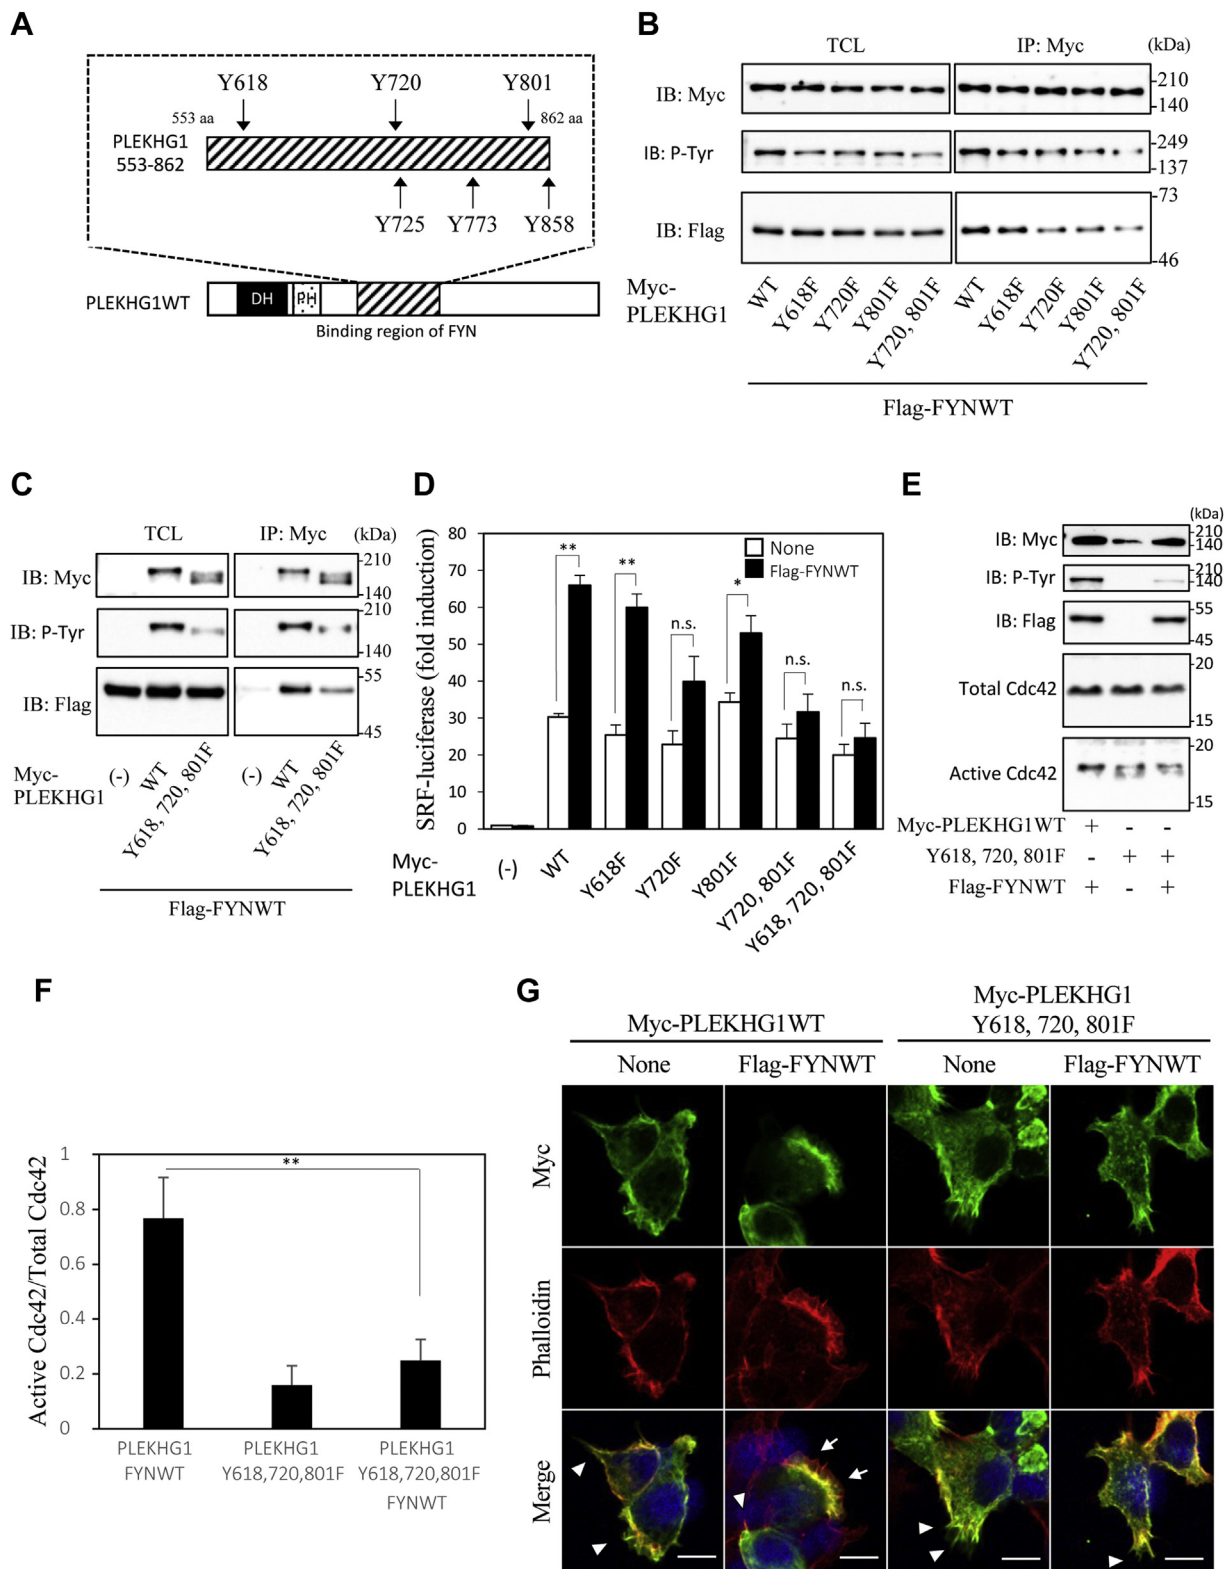 A
Y618 Y720 Y801
553 aa 862 aa
PLEKHG1
553-862
Y725 Y773 Y858
PLEKHG1WT DH PH
Binding region of FYN
B
TCL IP: Myc (kDa)
IB: Myc -210
-140
IB: P-Tyr -249
-137
-73
IB: Flag
-46
Myc-
PLEKHG1
WT Y618F Y720F Y801F Y720, 801F WT Y618F Y720F Y801F Y720, 801F
Flag-FYNWT
C
TCL IP: Myc (kDa)
IB: Myc -210
-140
IB: P-Tyr -210
-140
IB: Flag -55
-45
Myc-
PLEKHG1
(-) WT Y618, 720, 801F (-) WT Y618, 720, 801F
Flag-FYNWT
D
SRF-luciferase (fold induction)
80
70
60
50
40
30
20
10
0
None
Flag-FYNWT
** ** n.s. * n.s. n.s.
Myc-
PLEKHG1
(-) WT Y618F Y720F Y801F Y720, 801F Y618, 720, 801F
E
(kDa)
IB: Myc -210
-140
IB: P-Tyr -210
-140
IB: Flag -55
-45
Total Cdc42 -20
-15
Active Cdc42 -20
-15
Myc-PLEKHG1WT + - -
Y618, 720, 801F - + +
Flag-FYNWT + - +
F
Active Cdc42/Total Cdc42
1
0.8
0.6
0.4
0.2
0
**
PLEKHG1 PLEKHG1 PLEKHG1
FYNWT Y618,720,801F Y618,720,801F
FYNWT
G
Myc-PLEKHG1WT
Myc-PLEKHG1
Y618, 720, 801F
None Flag-FYNWT None Flag-FYNWT
Myc
Phalloidin
Merge